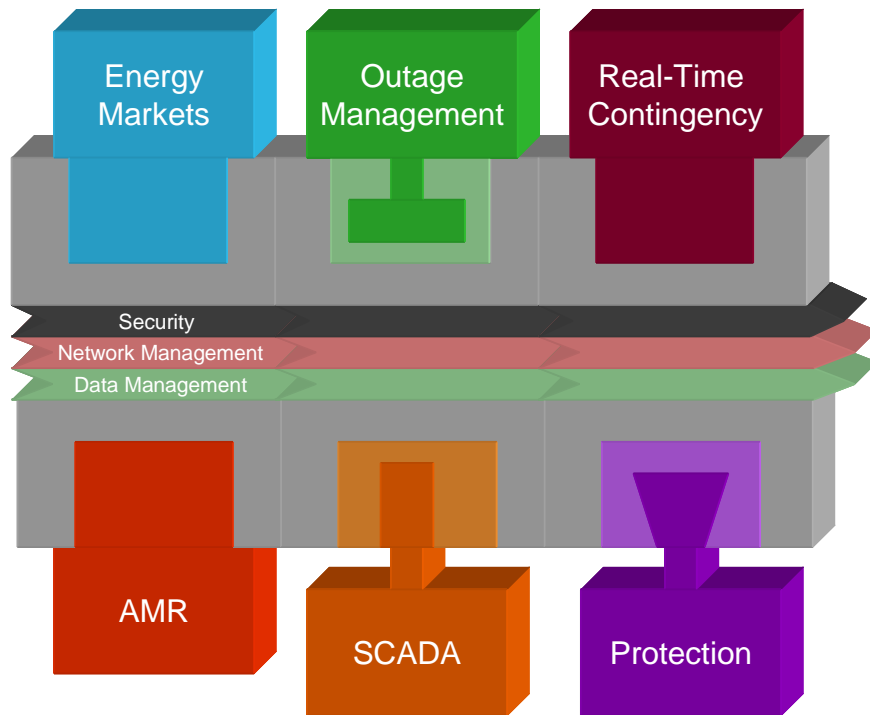 Energy
Markets
Outage
Management
Real-Time
Contingency
Security
Network Management
Data Management
AMR
SCADA
Protection